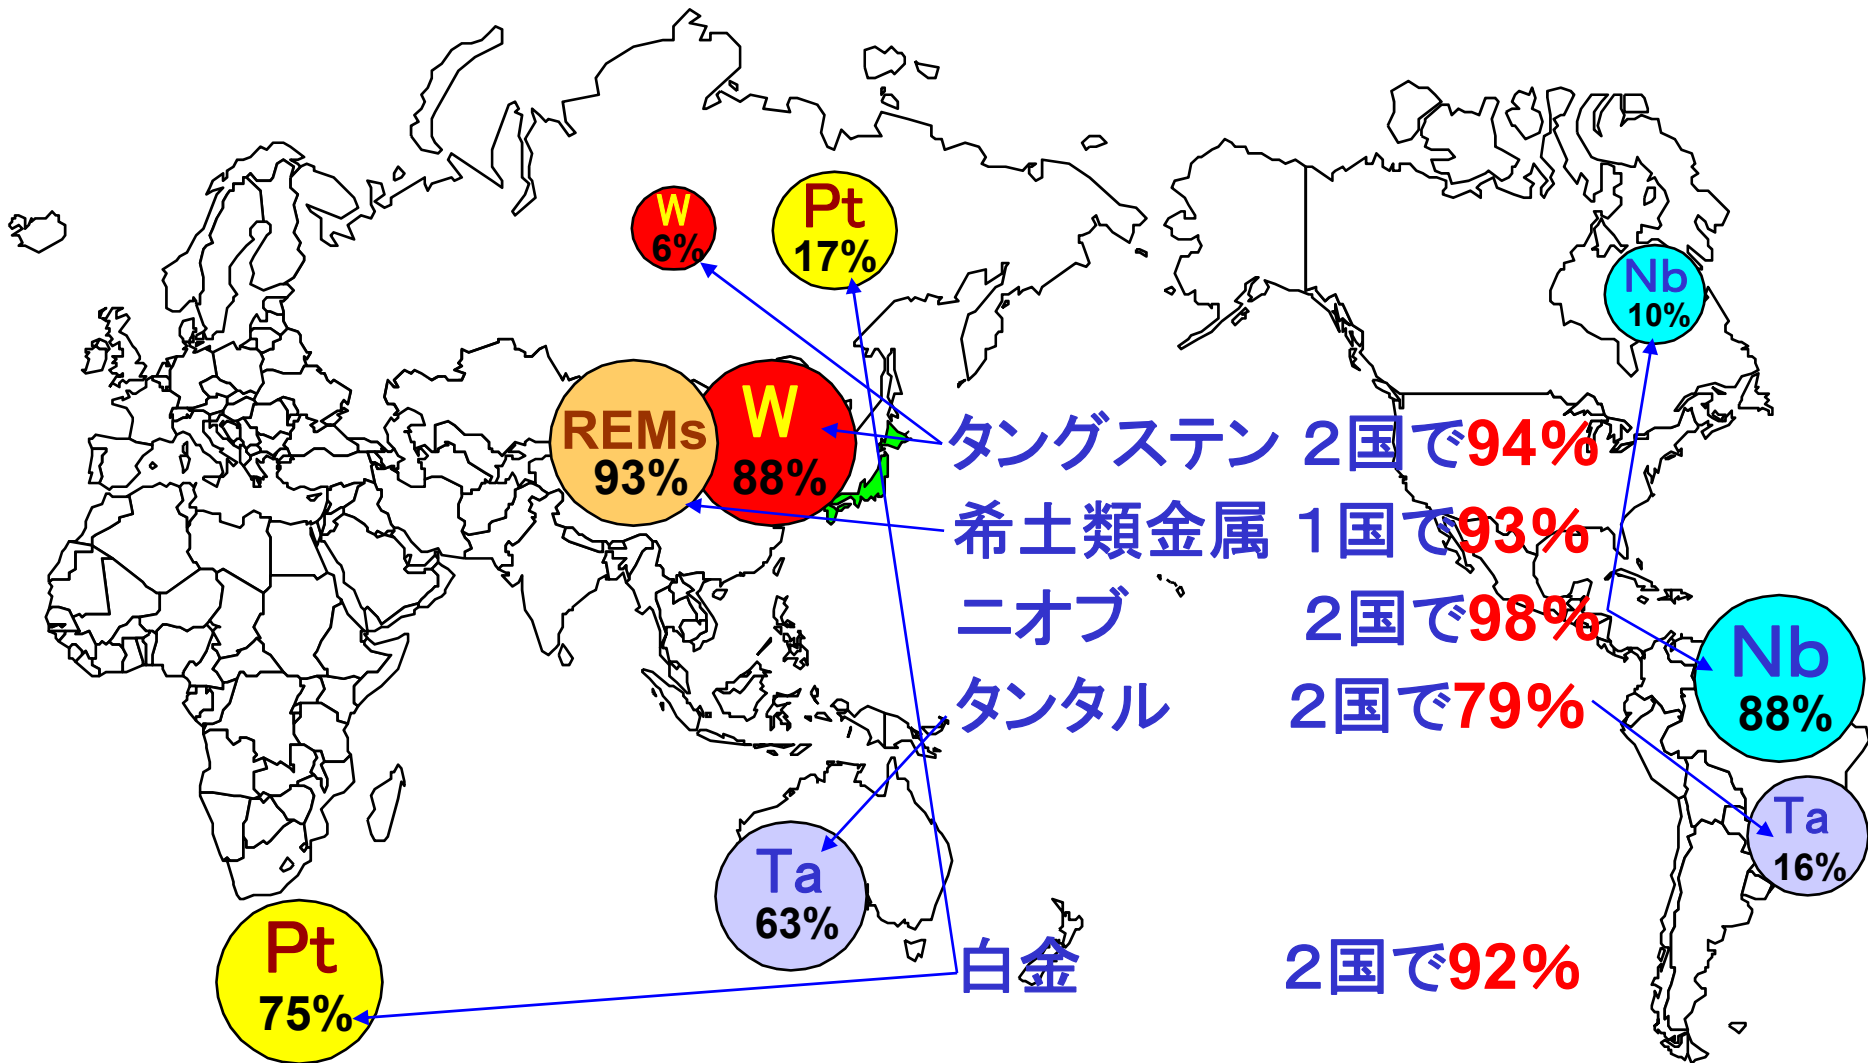 W
6%
Pt
17%
Nb
10%
REMs
93%
W
88%
タングステン ２国で94%
希土類金属 １国で93%
ニオブ ２国で98%
タンタル ２国で79%
Nb
88%
Ta
16%
Ta
63%
Pt
75%
白金 ２国で92%